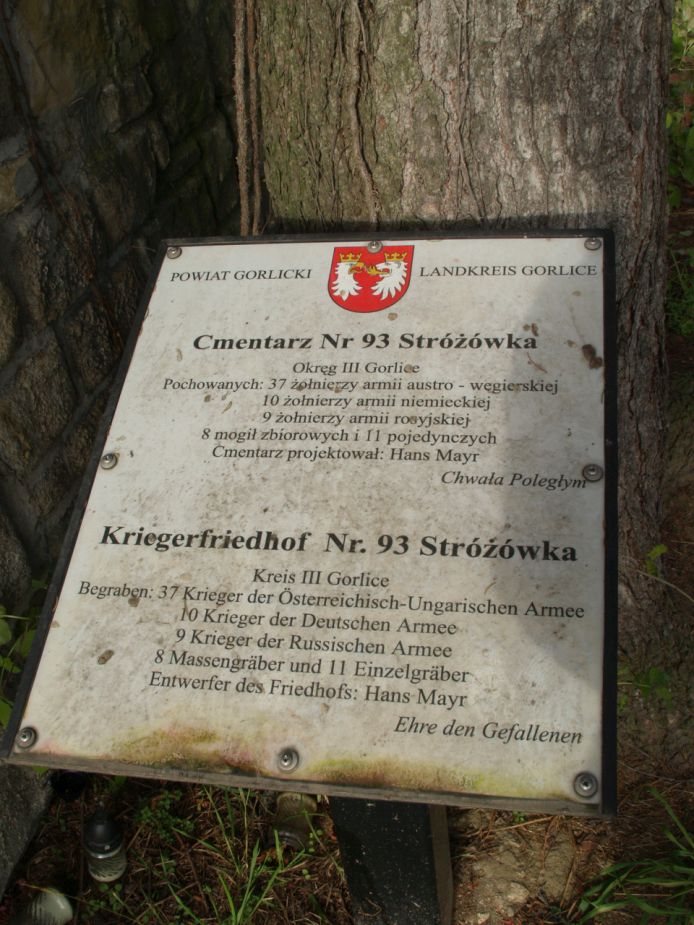 POWIAT GORLICKI LANDKREIS GORLICE
Cmentarz Nr 93 Stróżówka
Okręg III Gorlice
Pochowanych: 37 żołnierzy armii austro - węgierskiej
10 żołnierzy armii niemieckiej
9 żołnierzy armii rosyjskiej
8 mogił zbiorowych i 11 pojedynczych
Cmentarz projektował: Hans Mayr
Chwała Poległym
Kriegerfriedhof Nr. 93 Stróżówka
Kreis III Gorlice
Begraben: 37 Krieger der Österreichisch-Ungarischen Armee
10 Krieger der Deutschen Armee
9 Krieger der Russischen Armee
8 Massengräber und 11 Einzelgräber
Entwerfer des Friedhofs: Hans Mayr
Ehre den Gefallenen